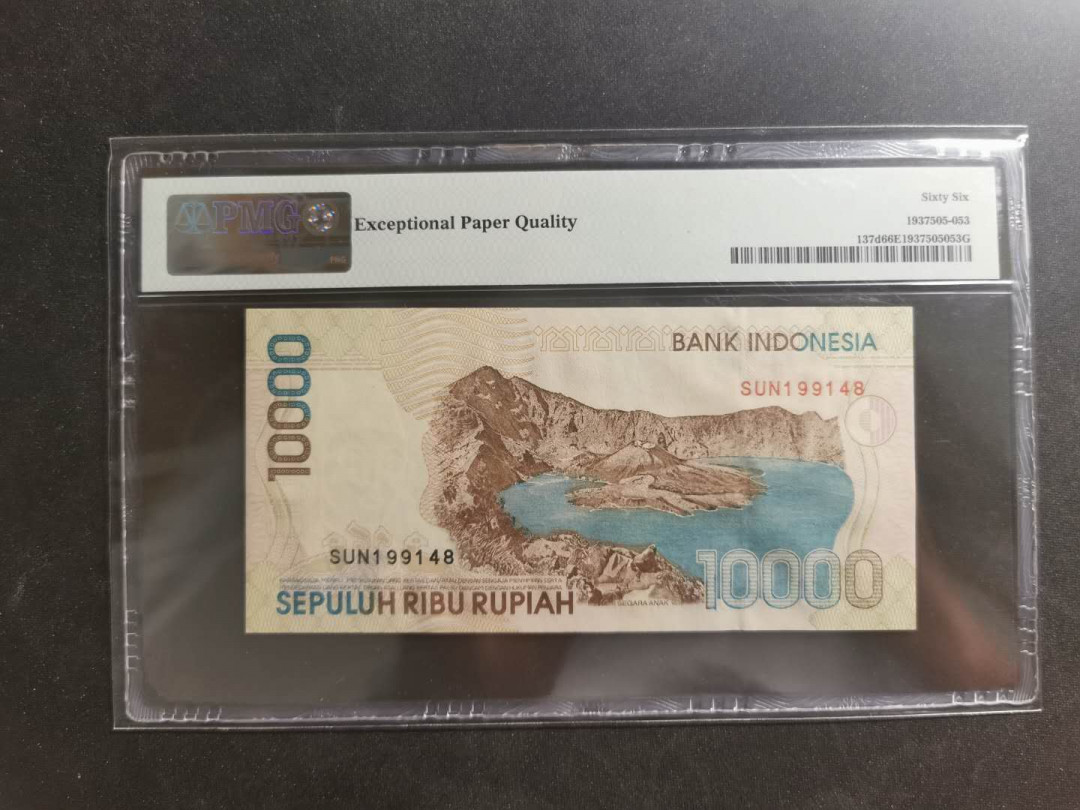 PMG
Exceptional Paper Quality
Sixty Six
1937505-053
137d66E1937505053G
PMG
10000
BANK INDONESIA
SUN199148
SUN199148
SEPULUH RIBU RUPIAH
SEGARA ANAK
10000